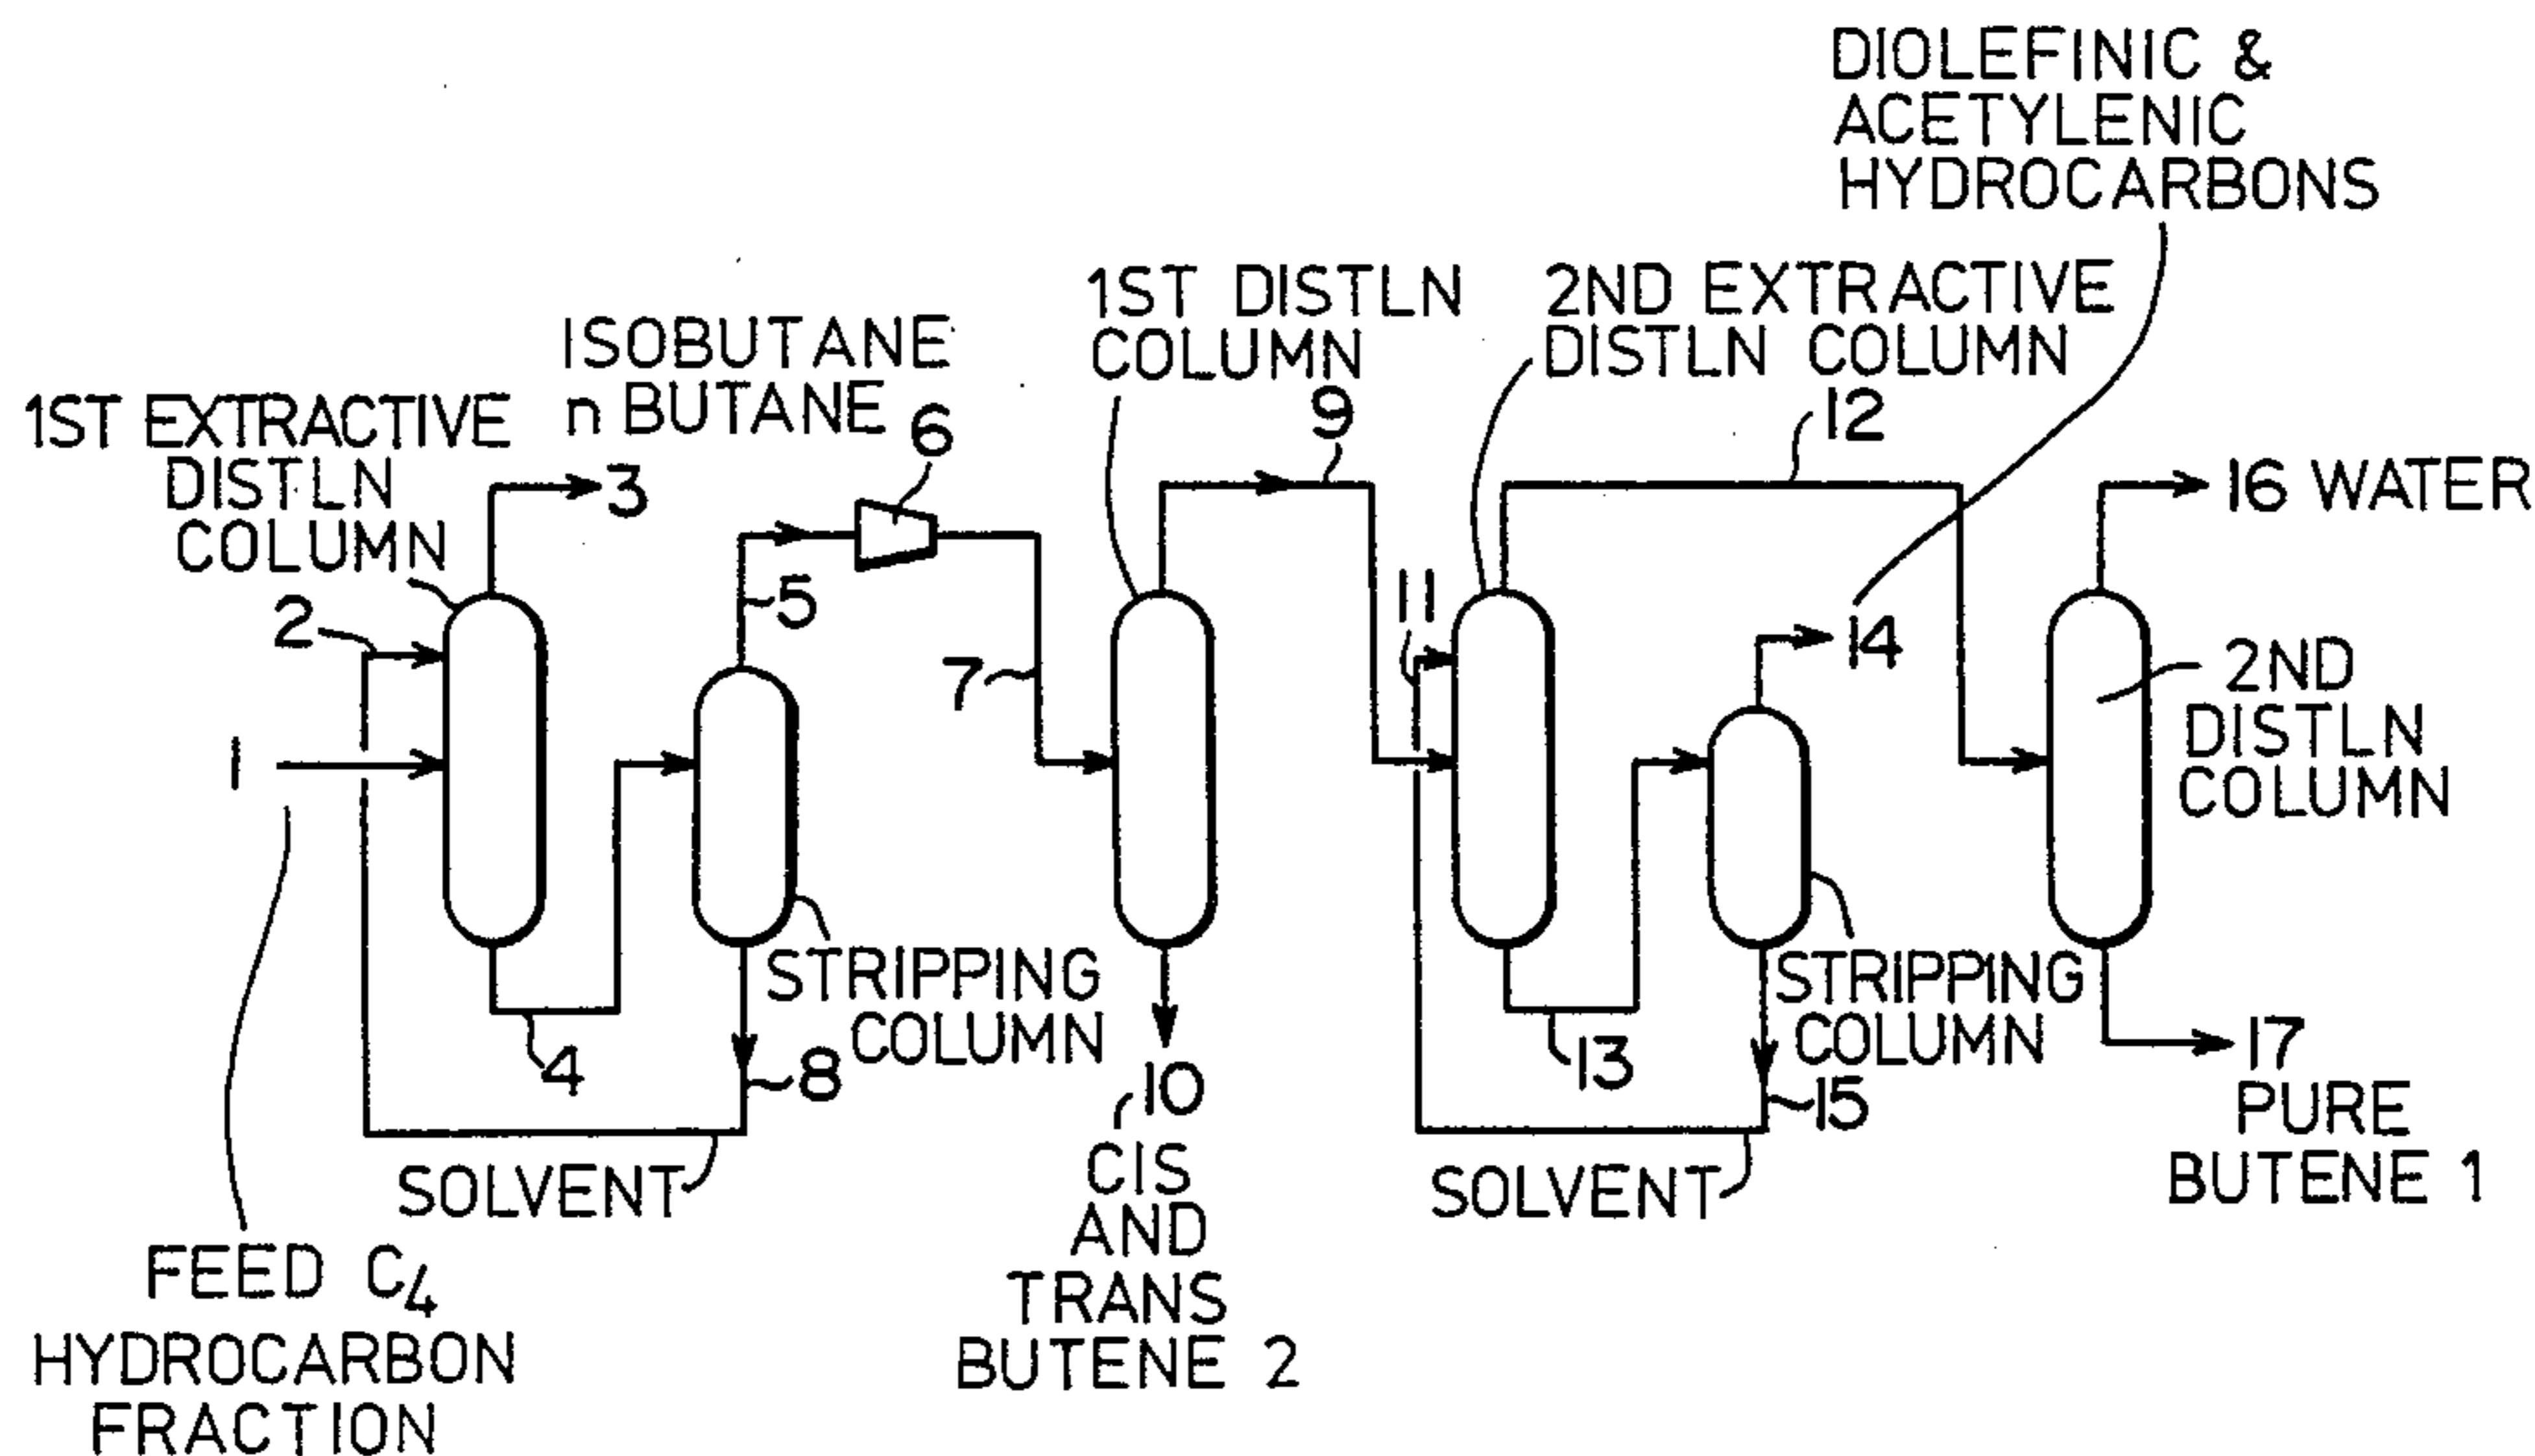 DIOLEFINIC &
ACETYLENIC
HYDROCARBONS
1ST DISTLN
COLUMN
2ND EXTRACTIVE
DISTLN COLUMN
ISOBUTANE
n BUTANE
1ST EXTRACTIVE
DISTLN
COLUMN
3
6
9
12
16 WATER
2
5
7
11
14
1
2ND
DISTLN
COLUMN
STRIPPING
COLUMN
STRIPPING
COLUMN
4
8
10
13
15
17
PURE
BUTENE 1
SOLVENT
CIS
AND
TRANS
BUTENE 2
SOLVENT
FEED C4
HYDROCARBON
FRACTION